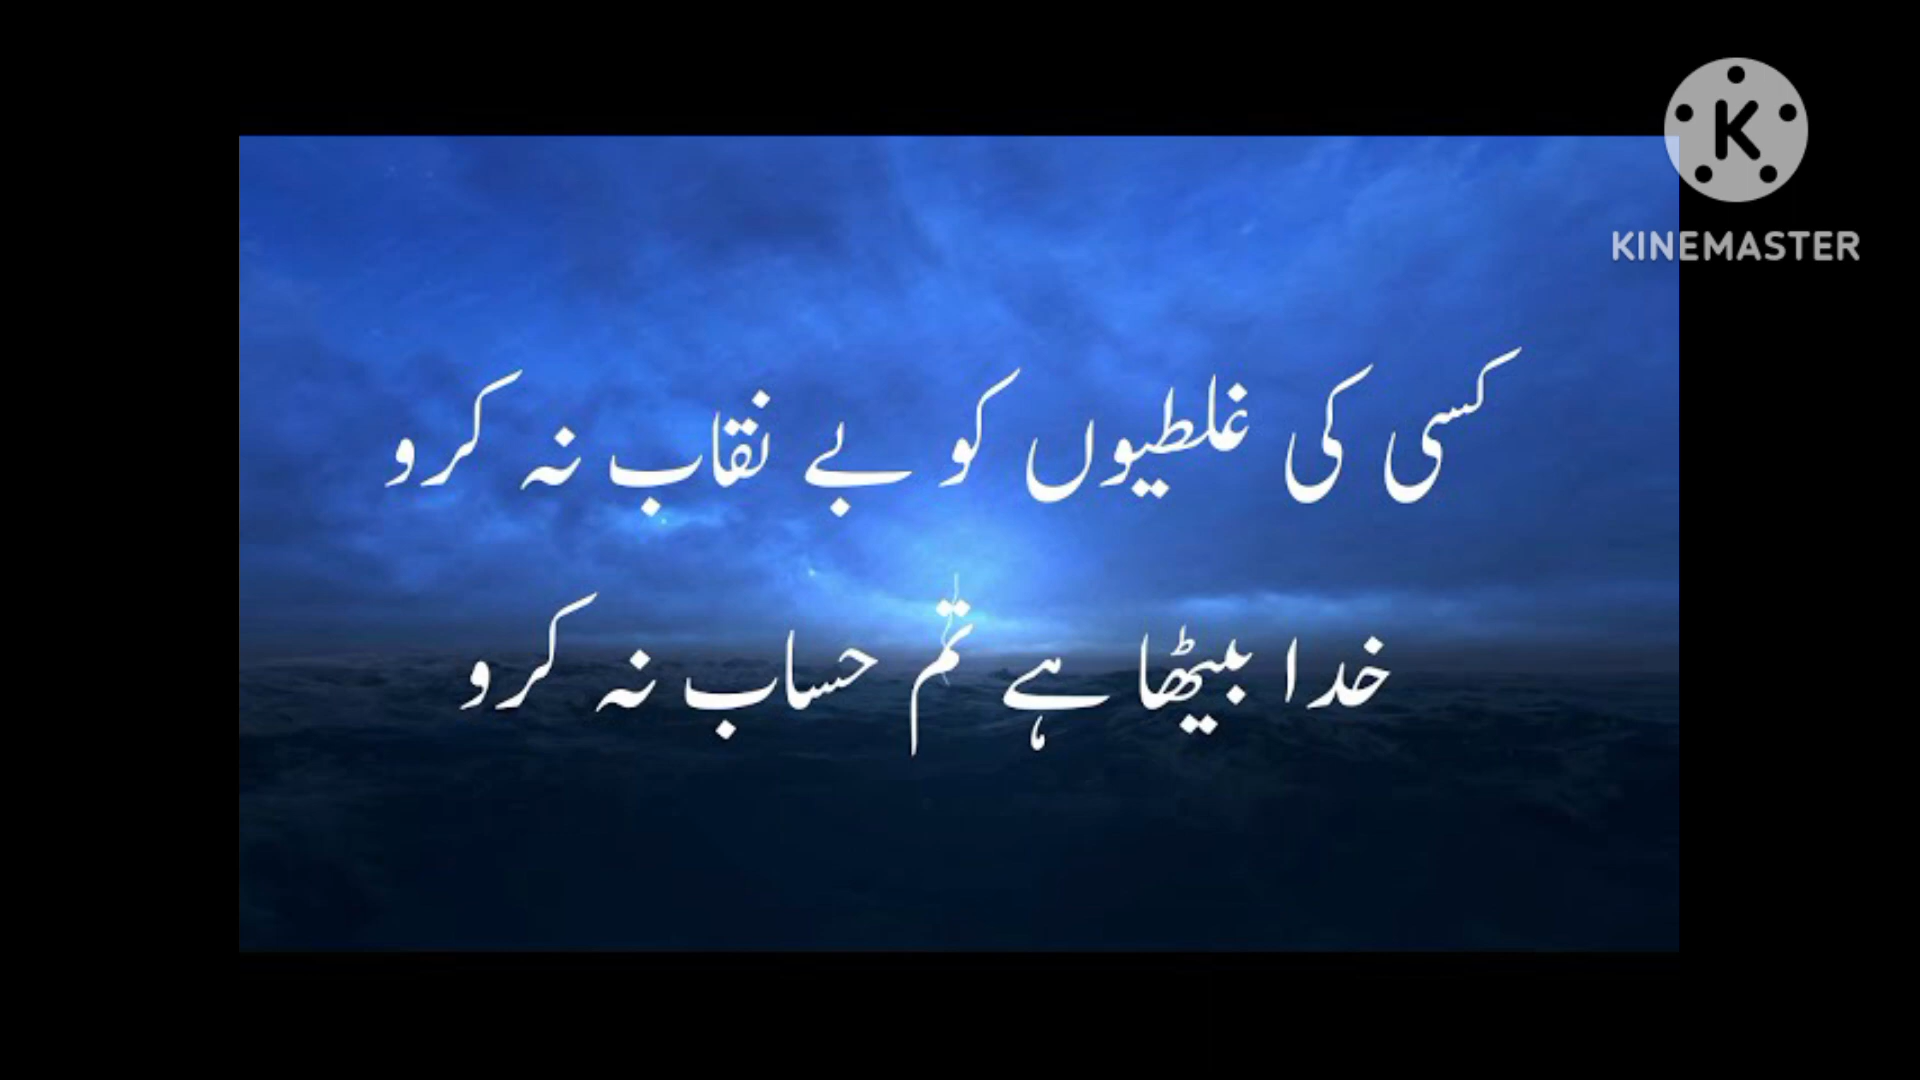 KINEMASTER
کسی کی غلطیوں کو بے نقاب نہ کرو
خدا بیٹھا ہے تم حساب نہ کرو